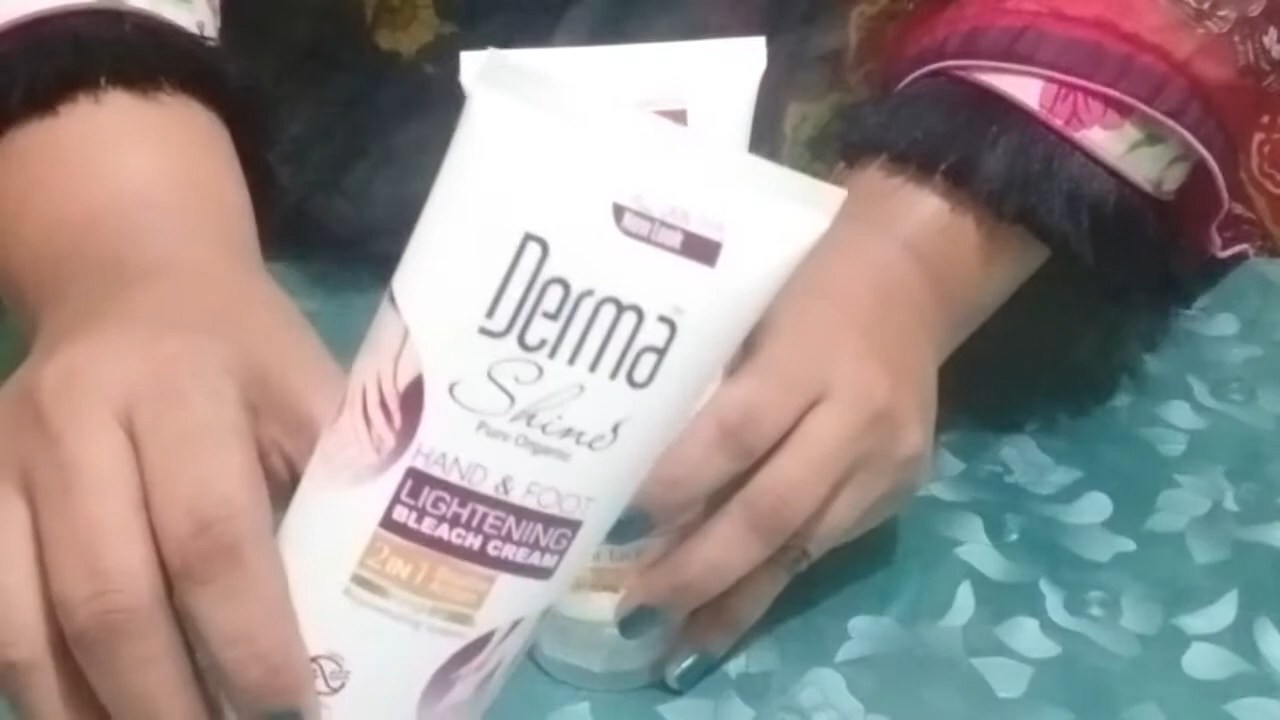 New Look
Derma
Shine
Pure Organic
HAND & FOOT
LIGHTENING
BLEACH CREAM
2 IN 1